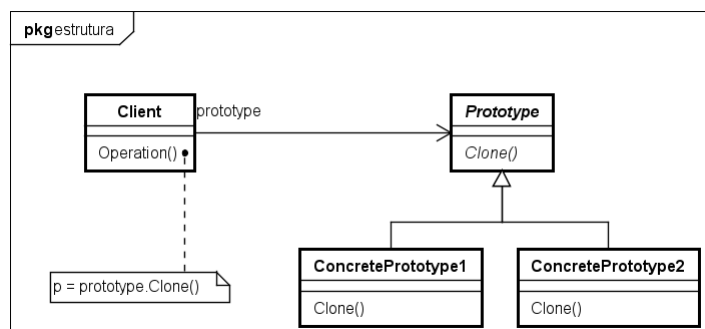 pkg estrutura
Client
prototype
Prototype
Operation()
Clone()
p = prototype.Clone()
ConcretePrototype1
ConcretePrototype2
Clone()
Clone()